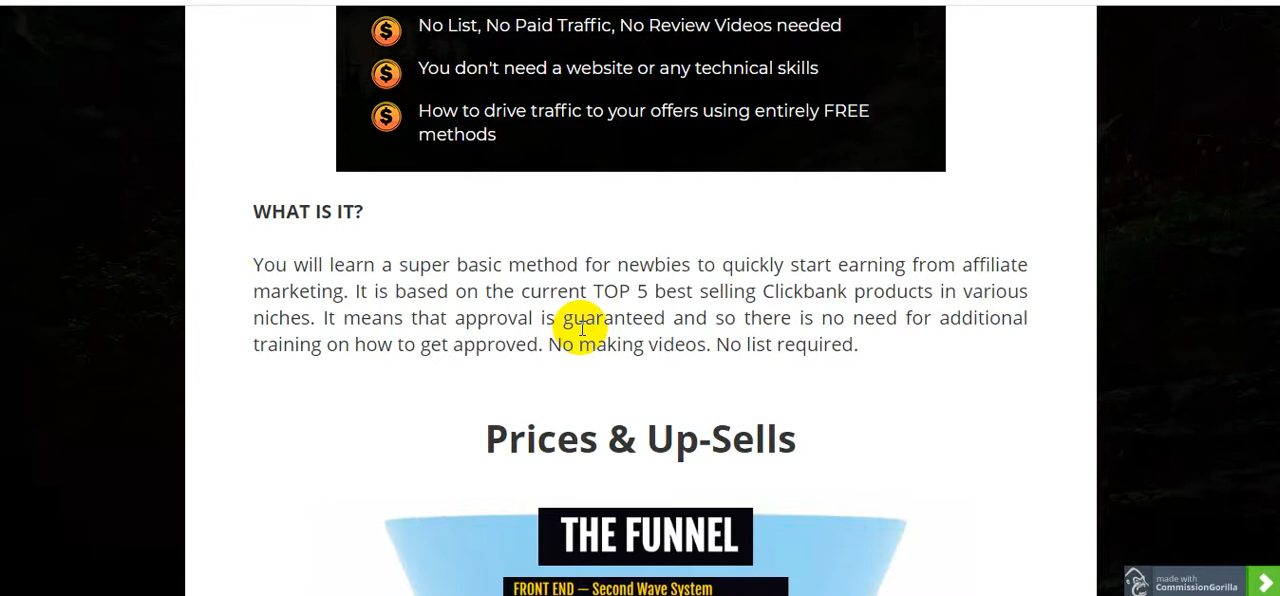 No List, No Paid Traffic, No Review Videos needed
You don't need a website or any technical skills
How to drive traffic to your offers using entirely FREE
methods
WHAT IS IT?
You will learn a super basic method for newbies to quickly start earning from affiliate
marketing. It is based on the current TOP 5 best selling Clickbank products in various
niches. It means that approval is guaranteed and so there is no need for additional
training on how to get approved. No making videos. No list required.
Prices & Up-Sells
THE FUNNEL
FRONT END — Second Wave System
made with
CommissionGorilla